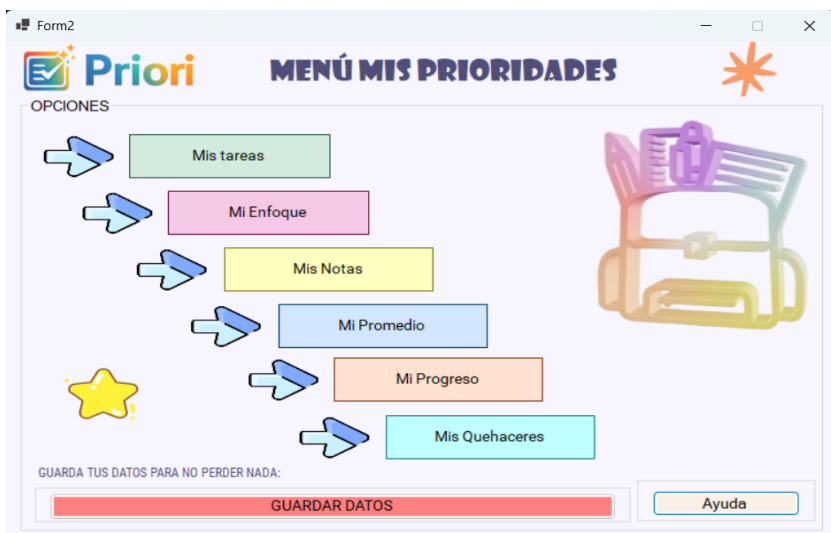 Form2
Priori
MENÚ MIS PRIORIDADES
OPCIONES
Mis tareas
Mi Enfoque
Mis Notas
Mi Promedio
Mi Progreso
Mis Quehaceres
GUARDA TUS DATOS PARA NO PERDER NADA:
GUARDAR DATOS
Ayuda